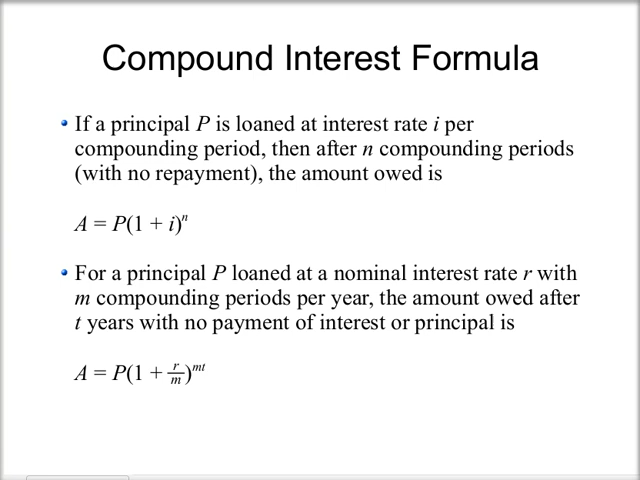 Compound Interest Formula
• If a principal P is loaned at interest rate i per
compounding period, then after n compounding periods
(with no repayment), the amount owed is
A = P(1 + i)ⁿ
• For a principal P loaned at a nominal interest rate r with
m compounding periods per year, the amount owed after
t years with no payment of interest or principal is
A = P(1 + r/m)ᵐᵗ